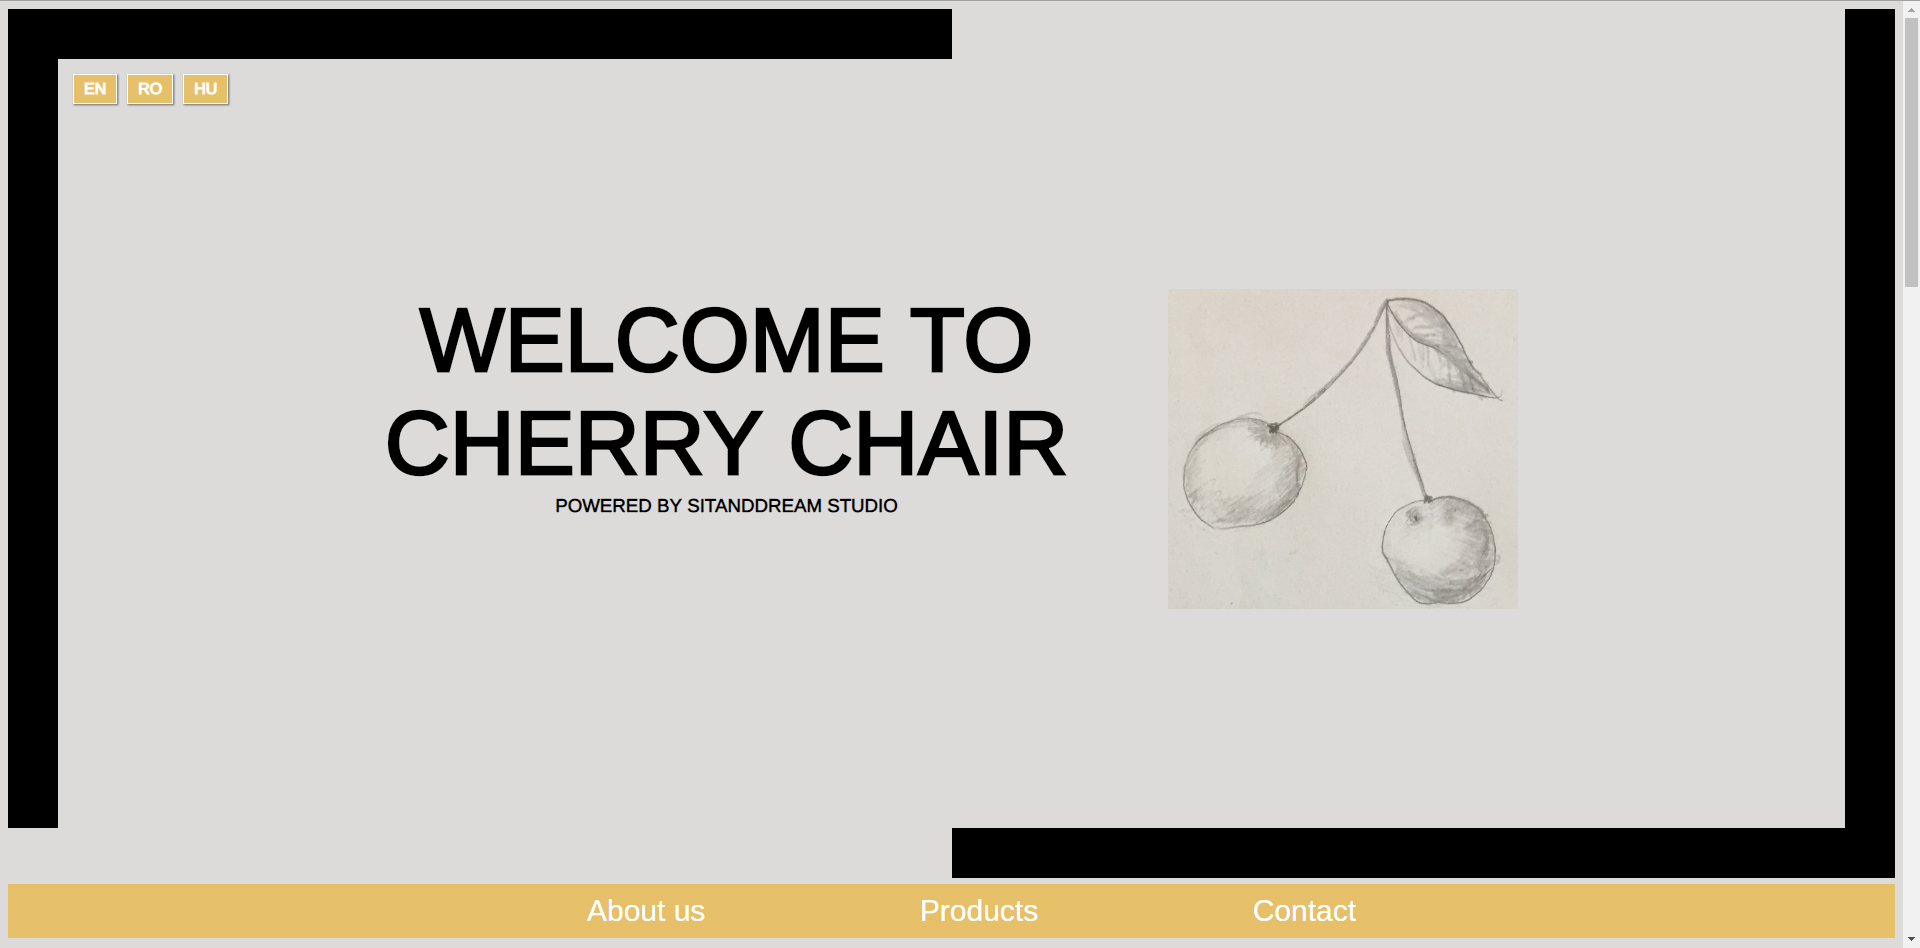 EN RO HU
WELCOME TO
CHERRY CHAIR
POWERED BY SITANDDREAM STUDIO
About us Products Contact